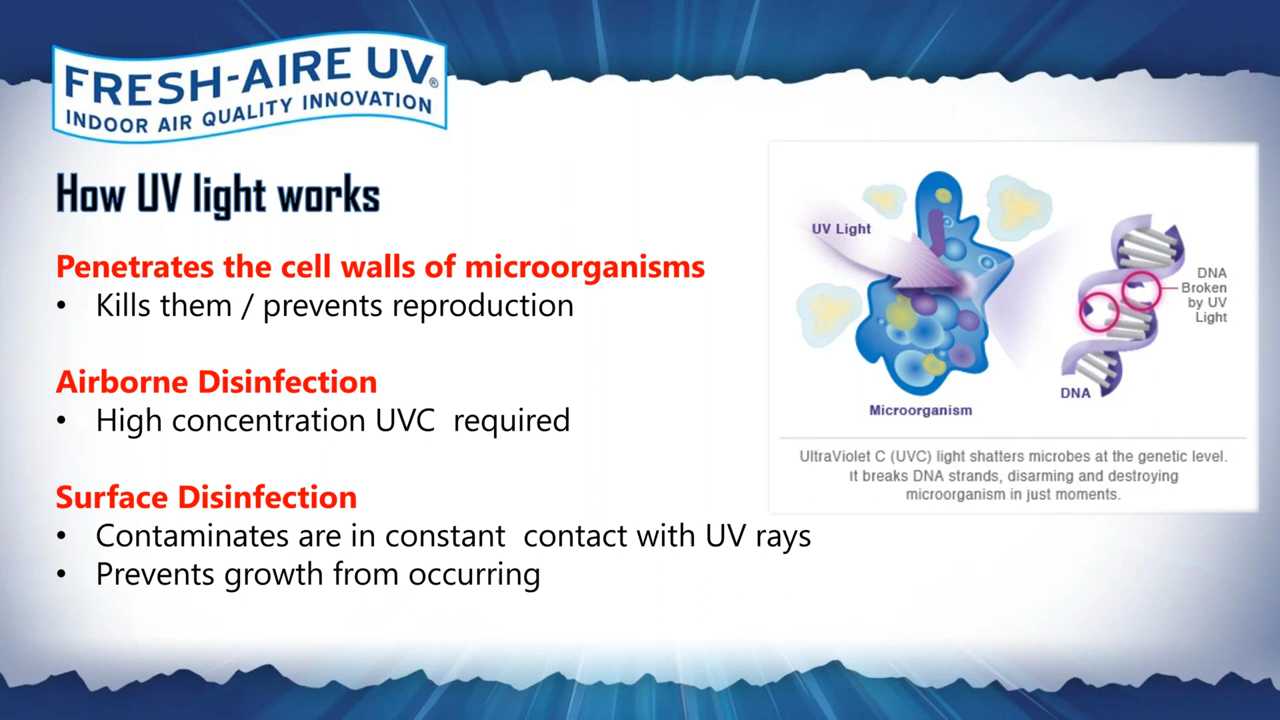 FRESH-AIRE UV®
INDOOR AIR QUALITY INNOVATION
How UV light works
Penetrates the cell walls of microorganisms
• Kills them / prevents reproduction
Airborne Disinfection
• High concentration UVC  required
Surface Disinfection
• Contaminates are in constant  contact with UV rays
• Prevents growth from occurring
UV Light
Microorganism
DNA
Broken
by UV
Light
DNA
UltraViolet C (UVC) light shatters microbes at the genetic level.
It breaks DNA strands, disarming and destroying
microorganism in just moments.